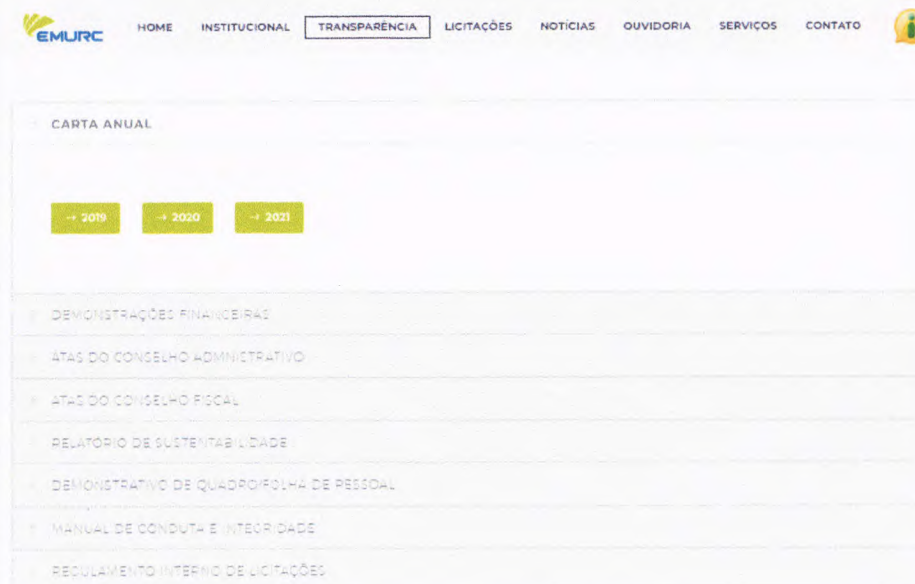 EMURC HOME INSTITUCIONAL TRANSPARÊNCIA LICITAÇÕES NOTÍCIAS OUVIDORIA SERVIÇOS CONTATO i
CARTA ANUAL
→ 2019 → 2020 → 2021
DEMONSTRAÇÕES FINANCEIRAS
ATAS DO CONSELHO ADMNISTRATIVO
ATAS DO CONSELHO FISCAL
RELATÓRIO DE SUSTENTABILIDADE
DEMONSTRATIVO DE QUADRO/FOLHA DE PESSOAL
MANUAL DE CONDUTA E INTEGRIDADE
REGULAMENTO INTERNO DE LICITAÇÕES